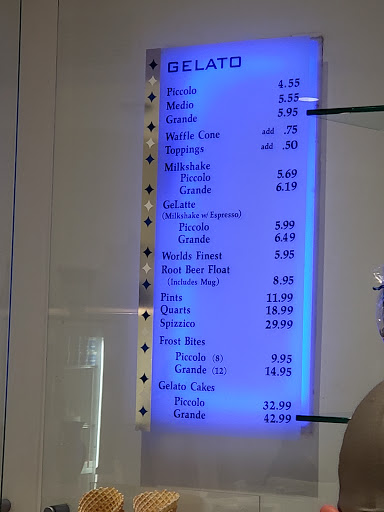 GELATO
Piccolo 4.55
Medio 5.55
Grande 5.95
Waffle Cone add .75
Toppings add .50
Milkshake
Piccolo 5.69
Grande 6.19
GeLatte
(Milkshake w/ Espresso)
Piccolo 5.99
Grande 6.49
Worlds Finest 5.95
Root Beer Float
(Includes Mug) 8.95
Pints 11.99
Quarts 18.99
Spizzico 29.99
Frost Bites
Piccolo (8) 9.95
Grande (12) 14.95
Gelato Cakes
Piccolo 32.99
Grande 42.99